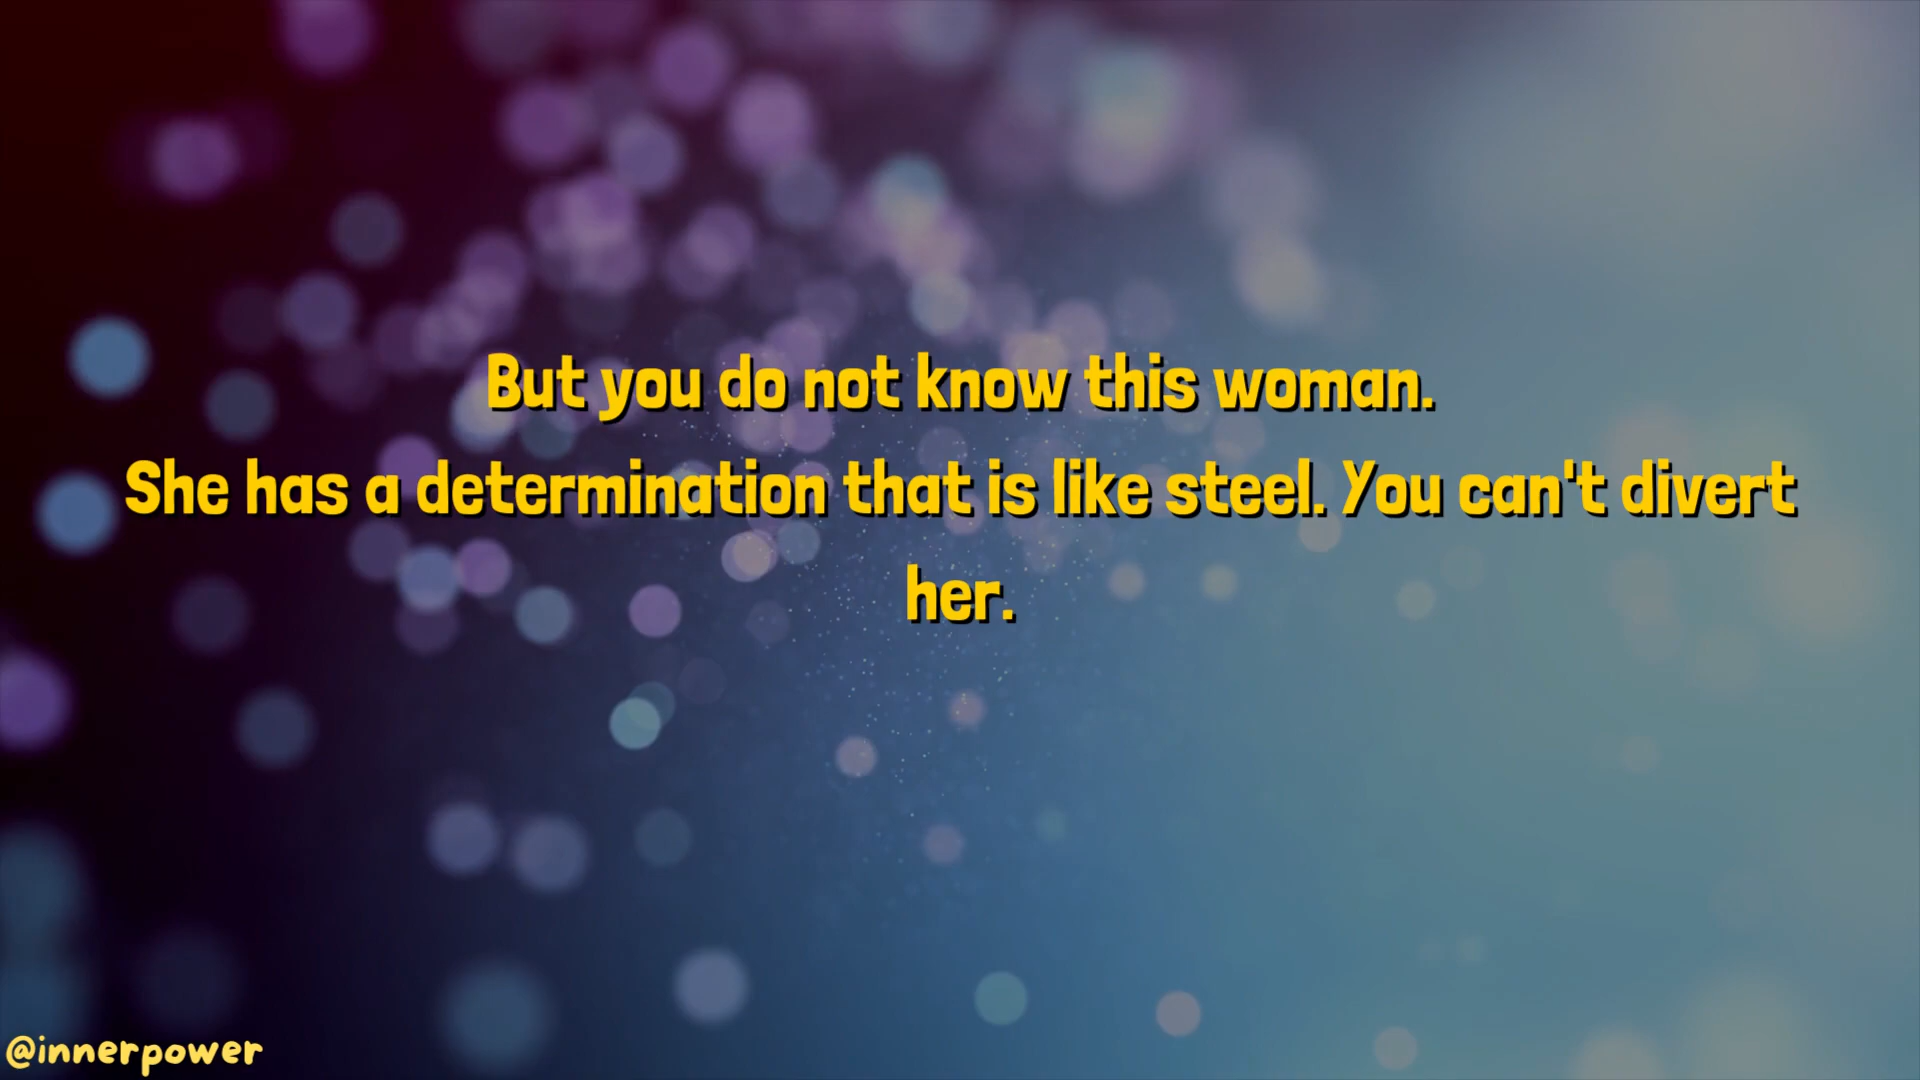 But you do not know this woman.
She has a determination that is like steel. You can't divert
her.
@innerpower